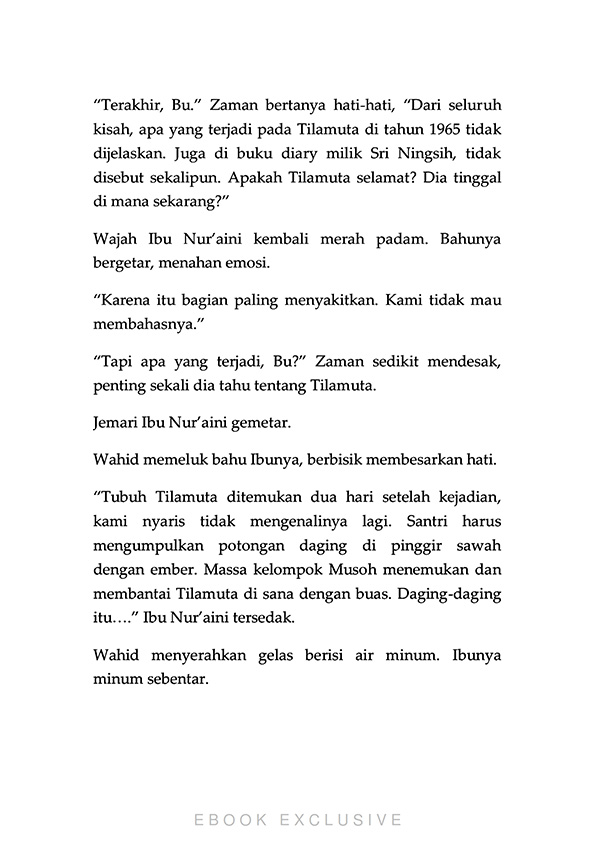 “Terakhir, Bu.” Zaman bertanya hati-hati, “Dari seluruh
kisah, apa yang terjadi pada Tilamuta di tahun 1965 tidak
dijelaskan. Juga di buku diary milik Sri Ningsih, tidak
disebut sekalipun. Apakah Tilamuta selamat? Dia tinggal
di mana sekarang?”
Wajah Ibu Nur’aini kembali merah padam. Bahunya
bergetar, menahan emosi.
“Karena itu bagian paling menyakitkan. Kami tidak mau
membahasnya.”
“Tapi apa yang terjadi, Bu?” Zaman sedikit mendesak,
penting sekali dia tahu tentang Tilamuta.
Jemari Ibu Nur’aini gemetar.
Wahid memeluk bahu Ibunya, berbisik membesarkan hati.
“Tubuh Tilamuta ditemukan dua hari setelah kejadian,
kami nyaris tidak mengenalinya lagi. Santri harus
mengumpulkan potongan daging di pinggir sawah
dengan ember. Massa kelompok Musoh menemukan dan
membantai Tilamuta di sana dengan buas. Daging-daging
itu….” Ibu Nur’aini tersedak.
Wahid menyerahkan gelas berisi air minum. Ibunya
minum sebentar.
EBOOK EXCLUSIVE